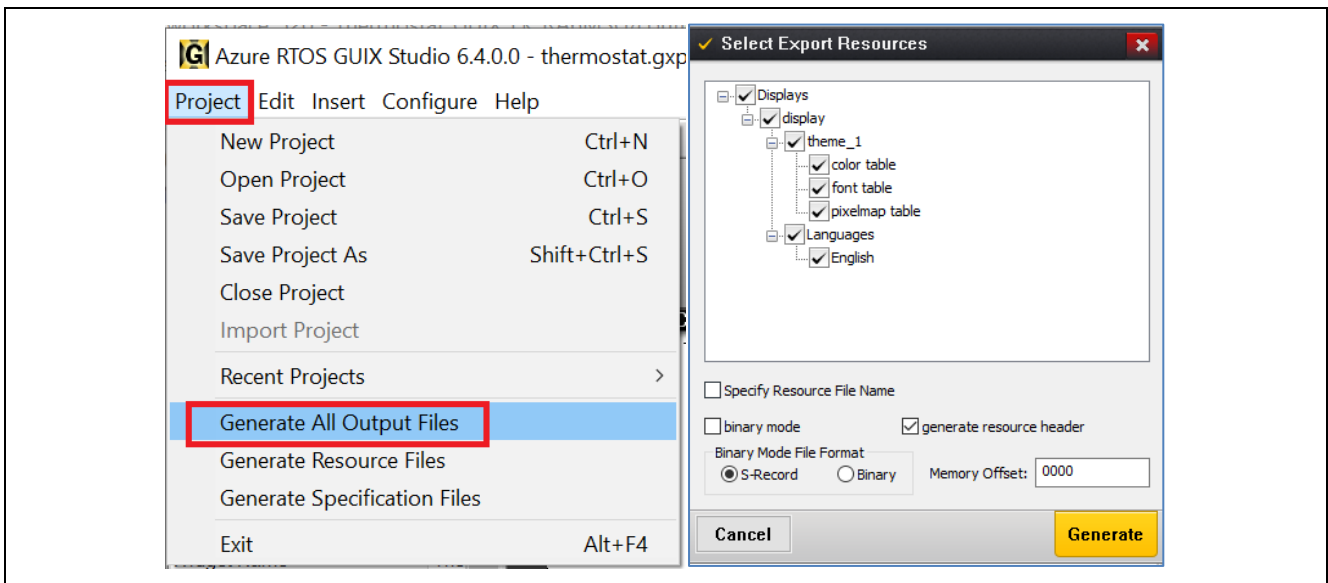 Azure RTOS GUIX Studio 6.4.0.0 - thermostat.gxp
Project Edit Insert Configure Help
New Project Ctrl+N
Open Project Ctrl+O
Save Project Ctrl+S
Save Project As Shift+Ctrl+S
Close Project
Import Project
Recent Projects >
Generate All Output Files
Generate Resource Files
Generate Specification Files
Exit Alt+F4
Select Export Resources
Displays
display
theme_1
color table
font table
pixelmap table
Languages
English
Specify Resource File Name
binary mode generate resource header
Binary Mode File Format
S-Record Binary Memory Offset: 0000
Cancel Generate